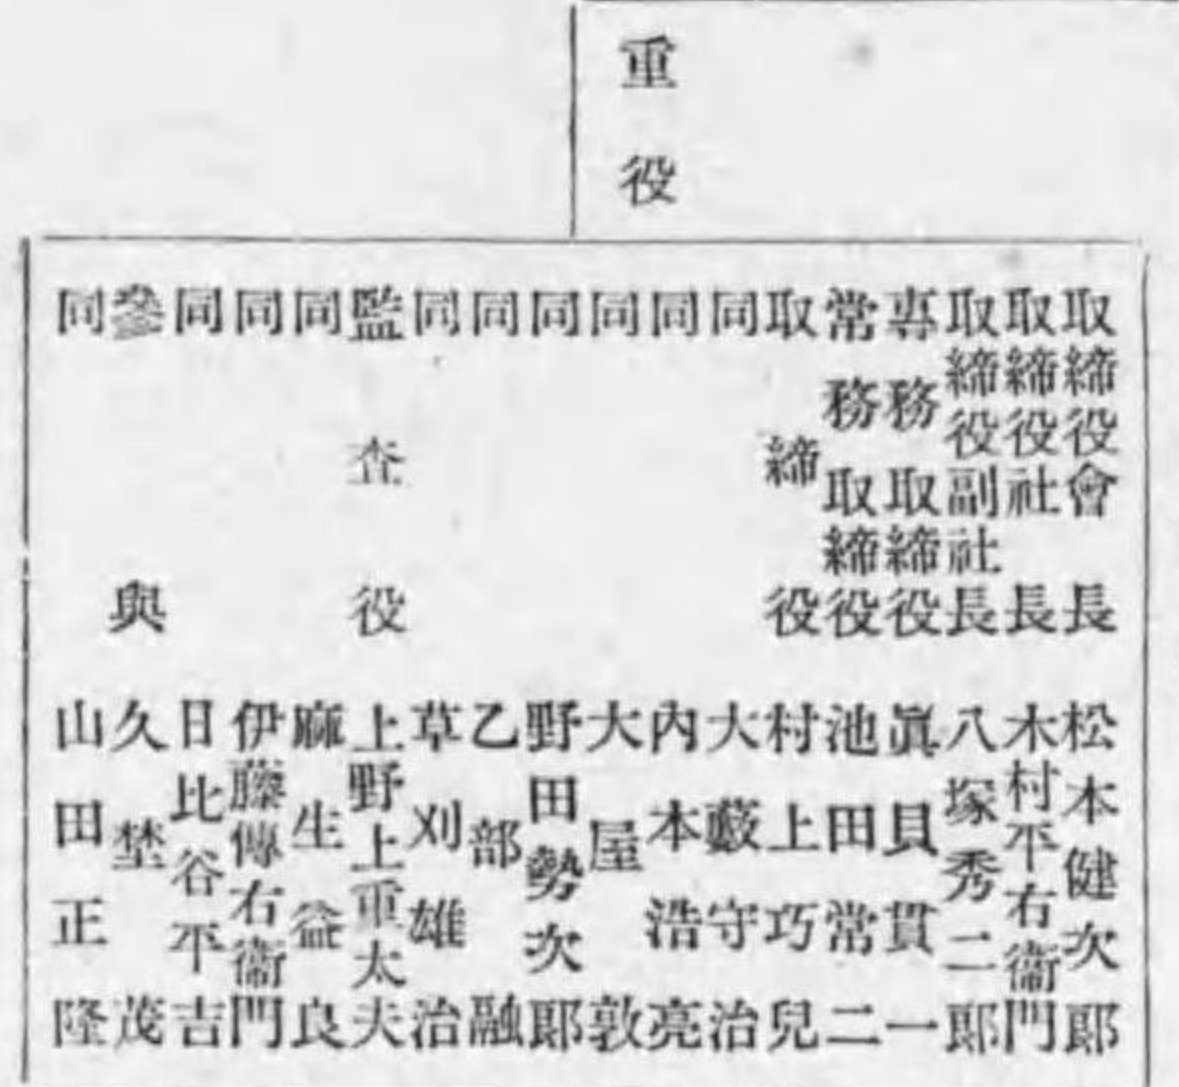 重役
取締役會長 松本健次郎
取締役社長 木村平右衞門
取締役副社長 八塚秀二郎
專務取締役 眞貝貫一
常務取締役 池田常二
取締役 村上巧兒
同 大藪守治
同 內本浩亮
同 大屋敦
同 野田勢次郎
同 乙部融
同 草刈雄治
監査役 上野上重太夫
同 麻生益良
同 伊藤傳右衞門
同 日比谷平吉
參與 久埜茂
同 山田正隆